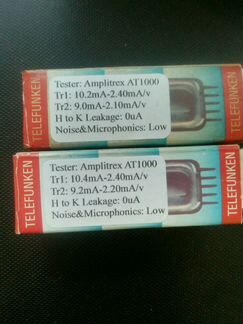 TELEFUNKEN
Tester: Amplitrex AT1000
Tr1: 10.2mA-2.40mA/v
Tr2: 9.0mA-2.10mA/v
H to K Leakage: 0uA
Noise&Microphonics: Low
TELEFUNKEN
TELEFUNKEN
Tester: Amplitrex AT1000
Tr1: 10.4mA-2.40mA/v
Tr2: 9.2mA-2.20mA/v
H to K Leakage: 0uA
Noise&Microphonics: Low
TELEFUNKEN